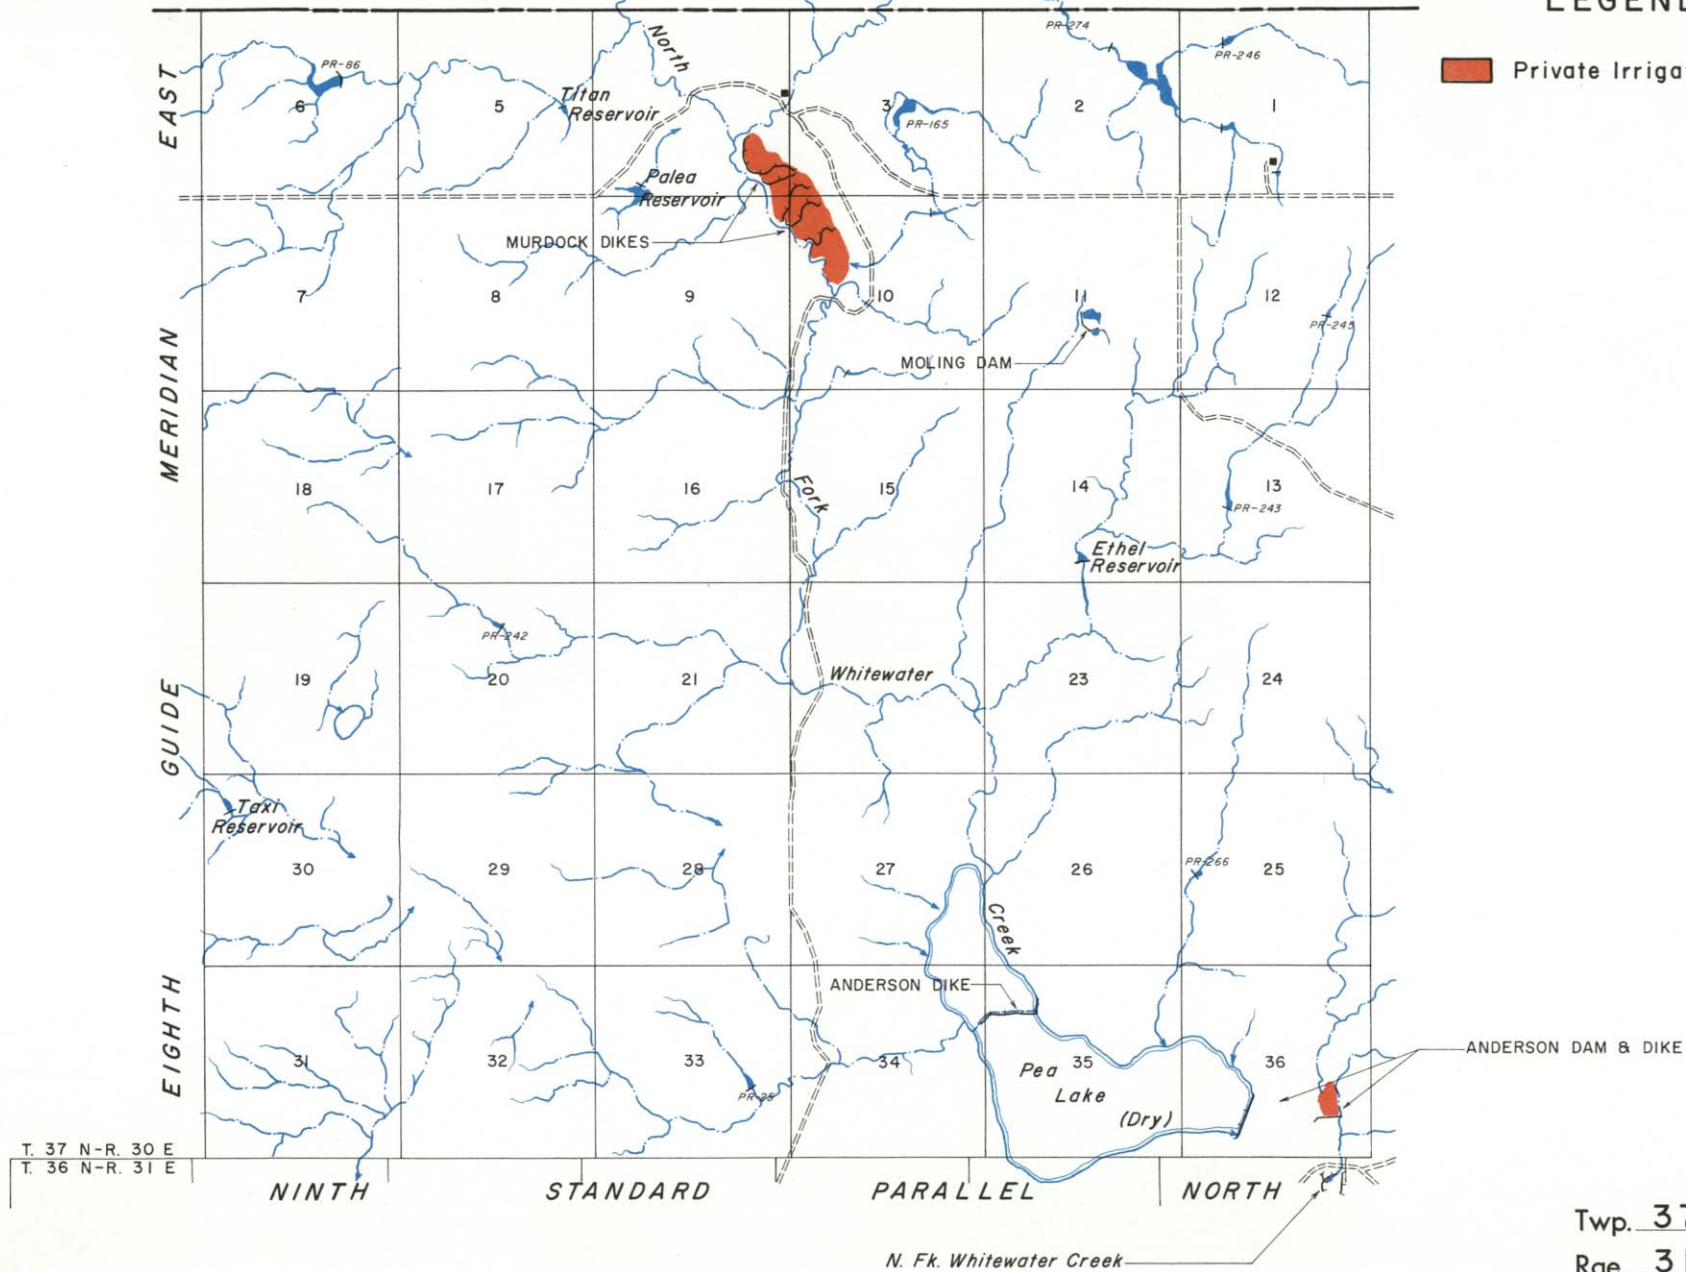 LEGEND
Private Irriga
EAST
MERIDIAN
GUIDE
EIGHTH
PR-86
PR-274
PR-246
North
6
5
Titan
Reservoir
3
PR-165
2
1
Palea
Reservoir
MURDOCK DIKES
7
8
9
10
11
12
PR-245
MOLING DAM
18
17
16
Fork
15
14
13
PR-243
Ethel
Reservoir
PR-242
19
20
21
Whitewater
23
24
Taxi
Reservoir
30
29
28
27
26
PR-266
25
Creek
ANDERSON DIKE
31
32
33
34
35
36
Pea
Lake
(Dry)
PR-25
ANDERSON DAM & DIKE
T. 37 N-R. 30 E
T. 36 N-R. 31 E
NINTH STANDARD PARALLEL NORTH
N. Fk. Whitewater Creek
Twp. 37
Rge. 31